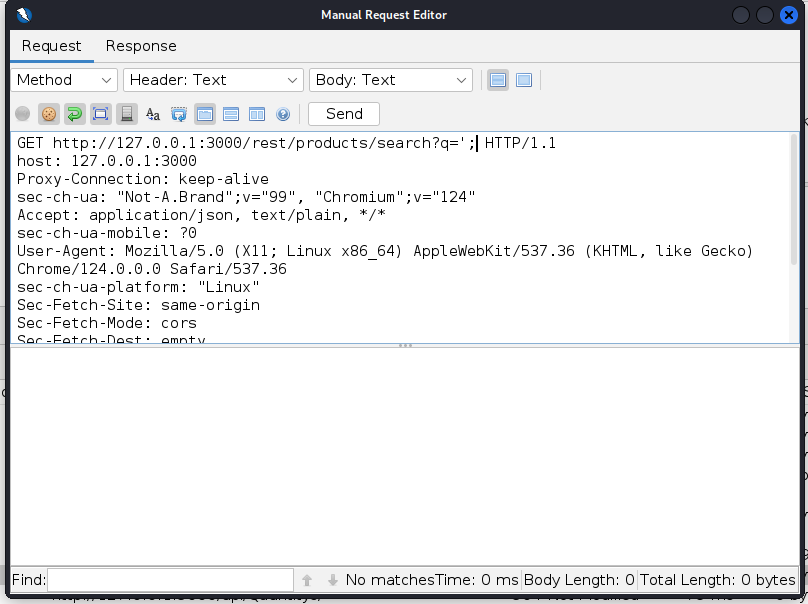 Manual Request Editor
Request Response
Method Header: Text Body: Text
Send
GET http://127.0.0.1:3000/rest/products/search?q='; HTTP/1.1
host: 127.0.0.1:3000
Proxy-Connection: keep-alive
sec-ch-ua: "Not-A.Brand";v="99", "Chromium";v="124"
Accept: application/json, text/plain, */*
sec-ch-ua-mobile: ?0
User-Agent: Mozilla/5.0 (X11; Linux x86_64) AppleWebKit/537.36 (KHTML, like Gecko)
Chrome/124.0.0.0 Safari/537.36
sec-ch-ua-platform: "Linux"
Sec-Fetch-Site: same-origin
Sec-Fetch-Mode: cors
Sec-Fetch-Dest: empty
Find: No matches Time: 0 ms Body Length: 0 Total Length: 0 bytes